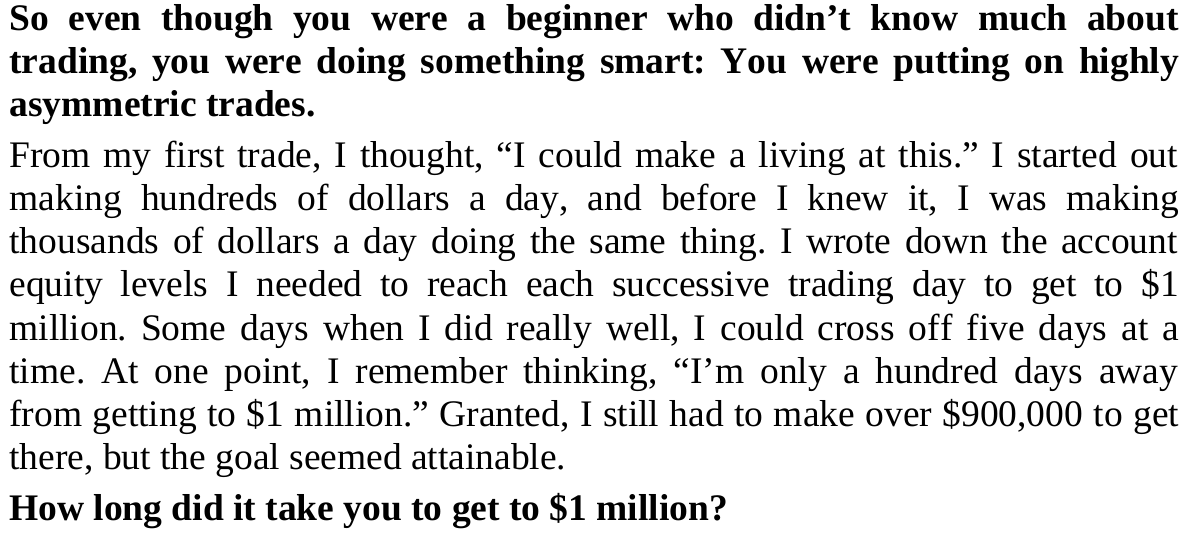 So even though you were a beginner who didn’t know much about
trading, you were doing something smart: You were putting on highly
asymmetric trades.
From my first trade, I thought, “I could make a living at this.” I started out
making hundreds of dollars a day, and before I knew it, I was making
thousands of dollars a day doing the same thing. I wrote down the account
equity levels I needed to reach each successive trading day to get to $1
million. Some days when I did really well, I could cross off five days at a
time. At one point, I remember thinking, “I’m only a hundred days away
from getting to $1 million.” Granted, I still had to make over $900,000 to get
there, but the goal seemed attainable.
How long did it take you to get to $1 million?